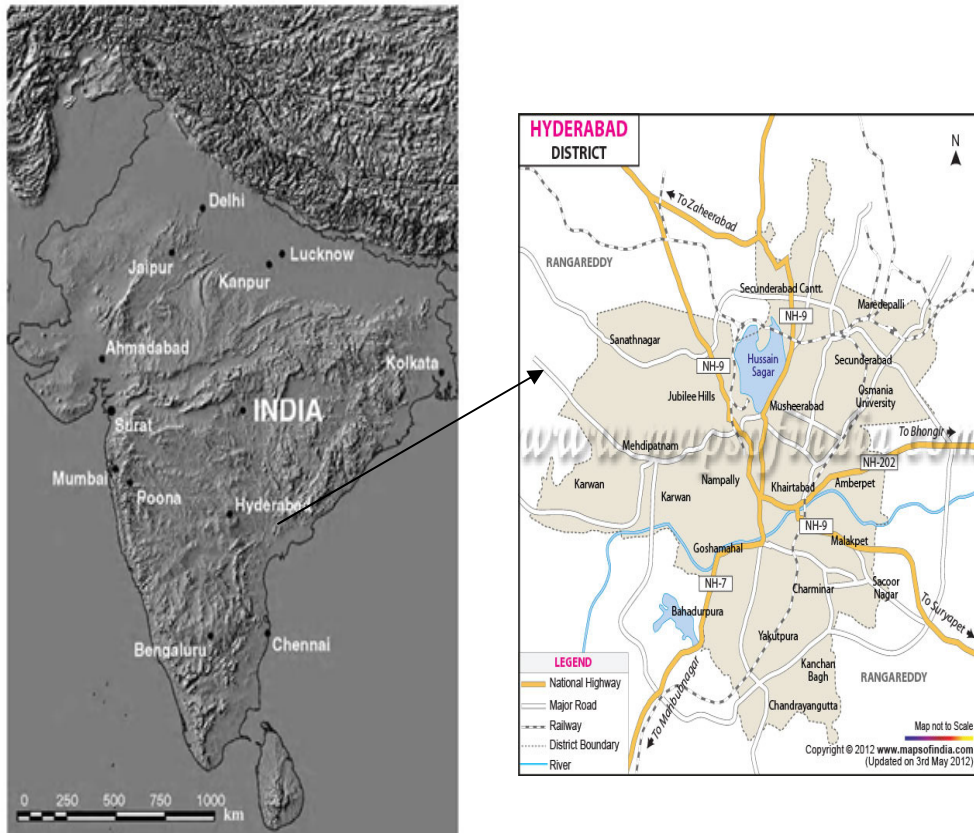 Delhi
Lucknow
Jaipur
Kanpur
Ahmadabad
Kolkata
INDIA
Surat
Mumbai
Poona
Hyderabad
Bengaluru
Chennai
0 250 500 750 1000
km
HYDERABAD
DISTRICT
N
To Zaheerabad
RANGAREDDY
Secunderabad Cantt.
Maredepalli
NH-9
Sanathnagar
Hussain
Sagar
Secunderabad
NH-9
Jubilee Hills
Osmania
University
Musheerabad
To Bhongir
www.mapsofindia.com
Mehdipatnam
NH-202
Nampally
Khairtabad
Amberpet
Karwan
Karwan
NH-9
Malakpet
Goshamahal
NH-7
Charminar
Sacoor
Nagar
Bahadurpura
To Suryapet
Yakutpura
Kanchan
Bagh
RANGAREDDY
Chandrayangutta
To Mahbubnagar
LEGEND
National Highway
Major Road
Railway
District Boundary
River
Map not to Scale
Copyright © 2012 www.mapsofindia.com
(Updated on 3rd May 2012)